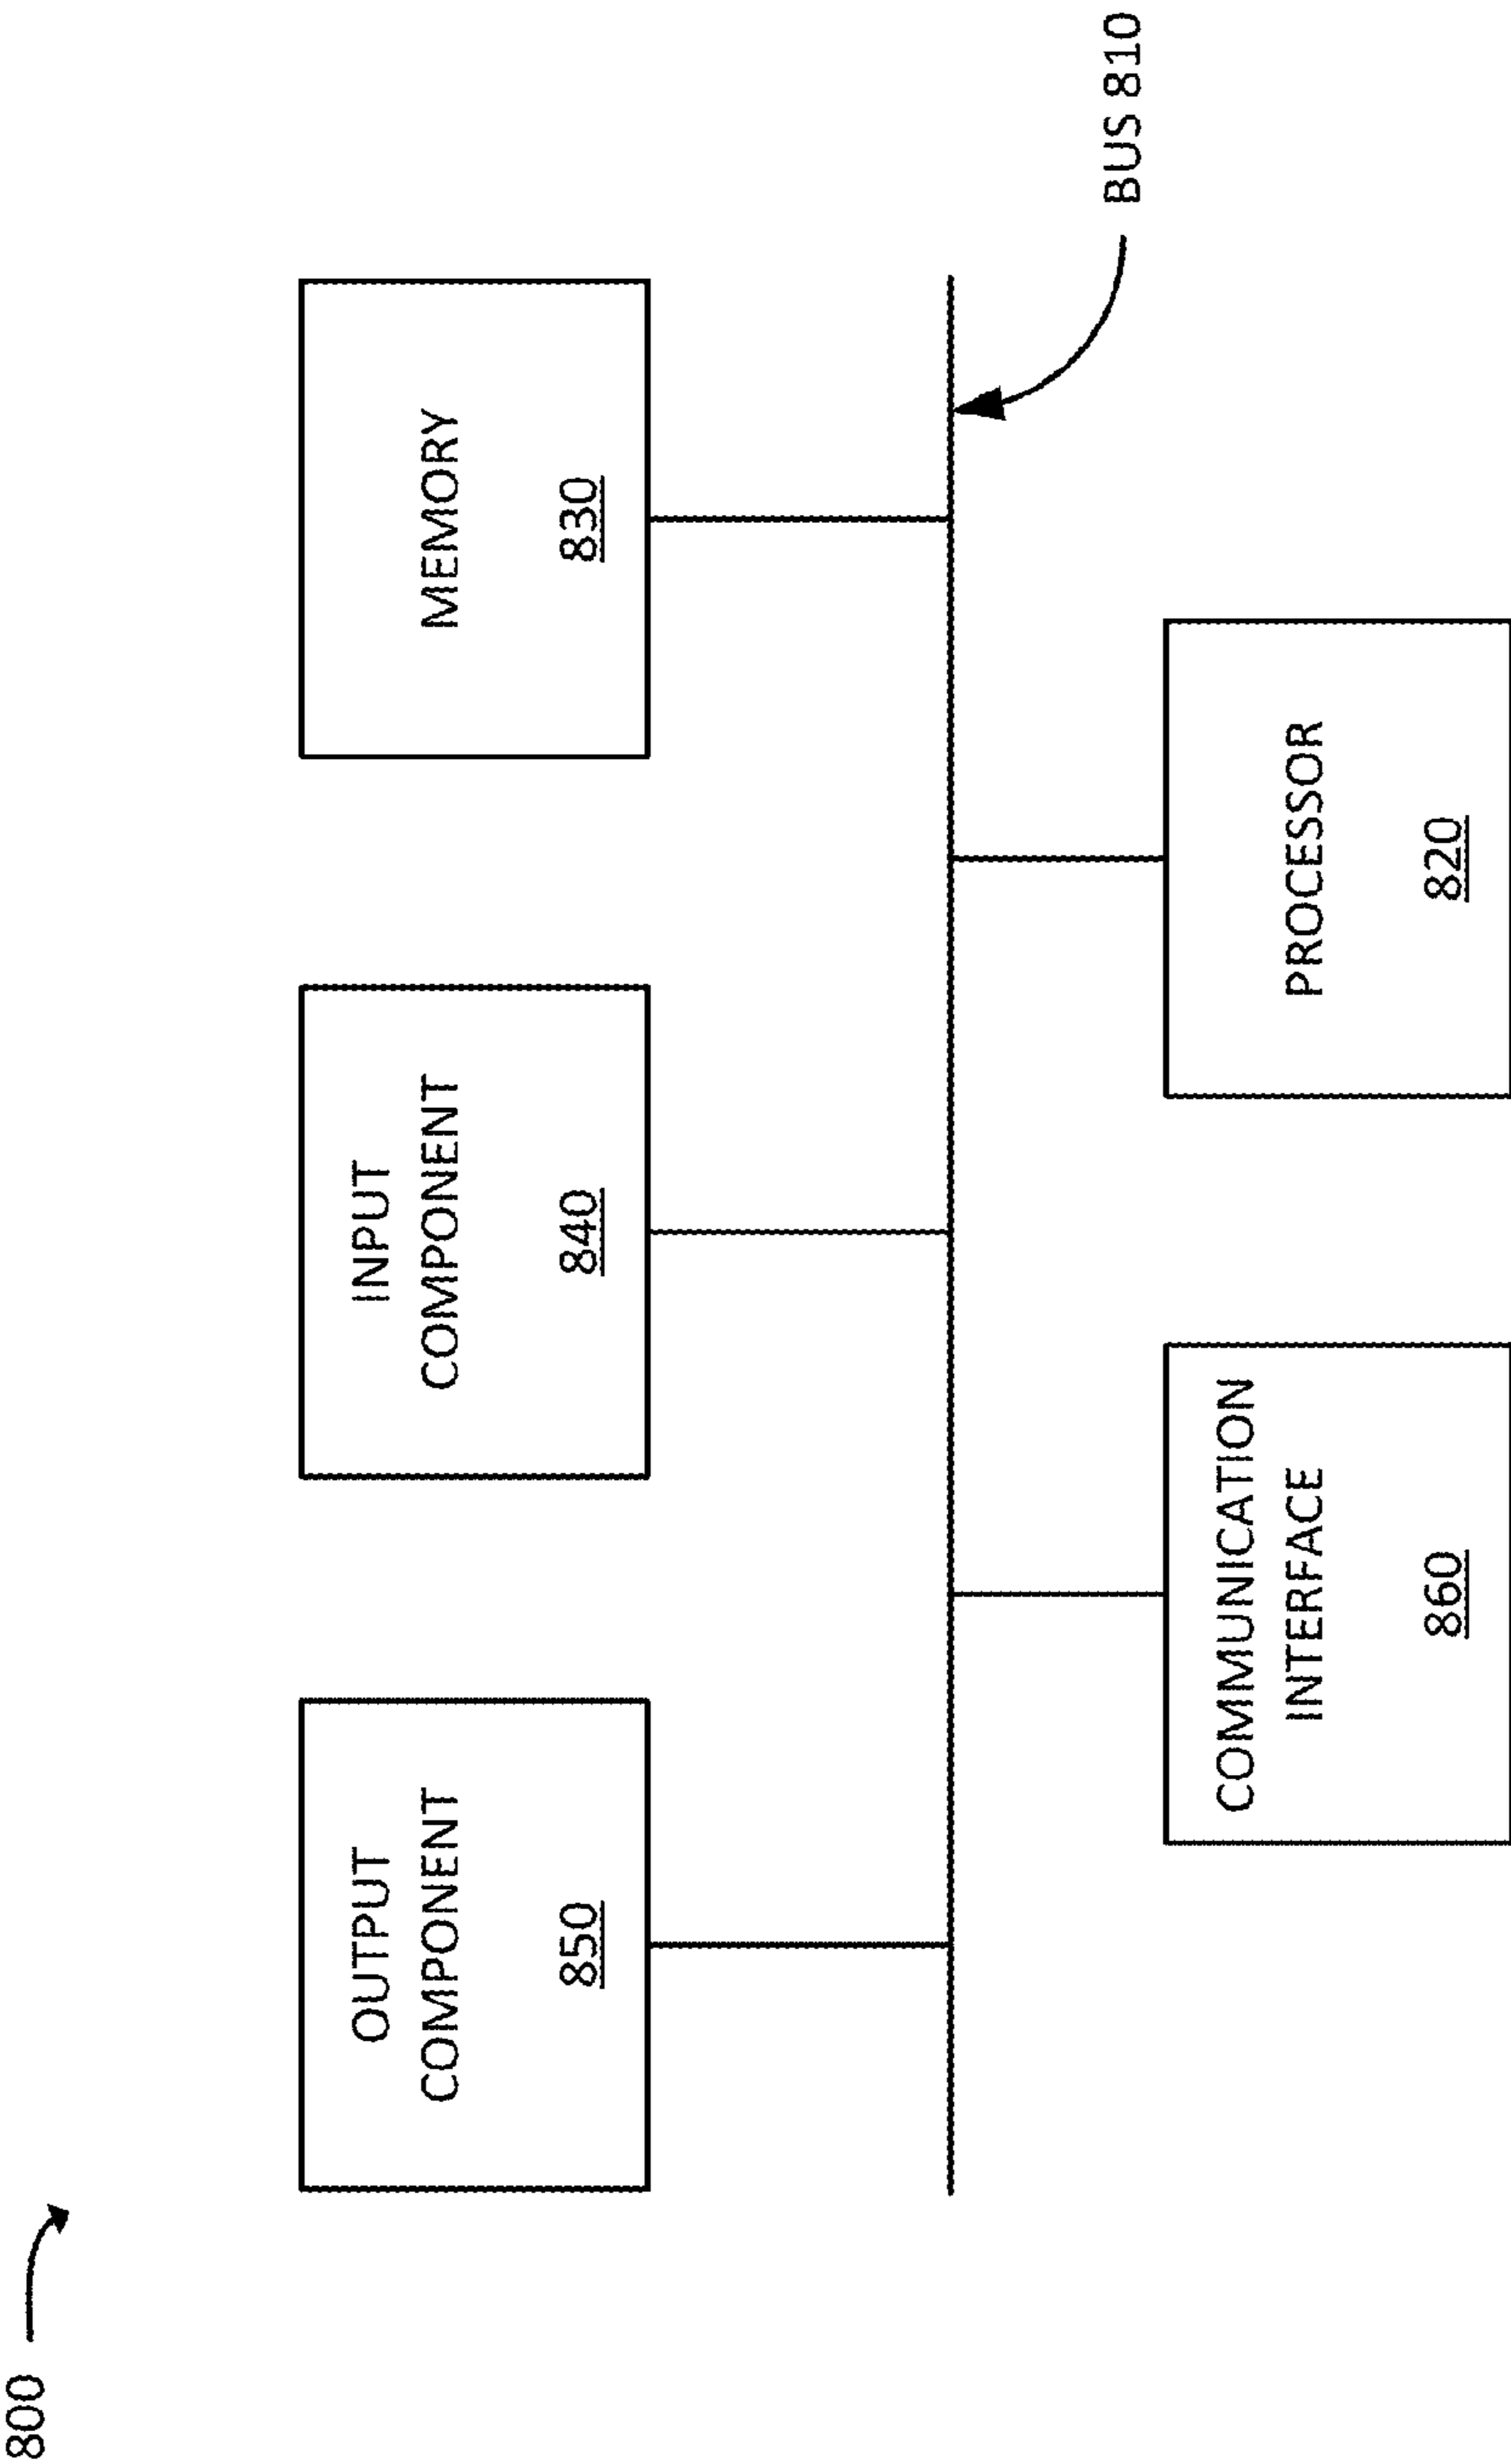 800
OUTPUT
COMPONENT
850
INPUT
COMPONENT
840
MEMORY
830
BUS 810
COMMUNICATION
INTERFACE
860
PROCESSOR
820